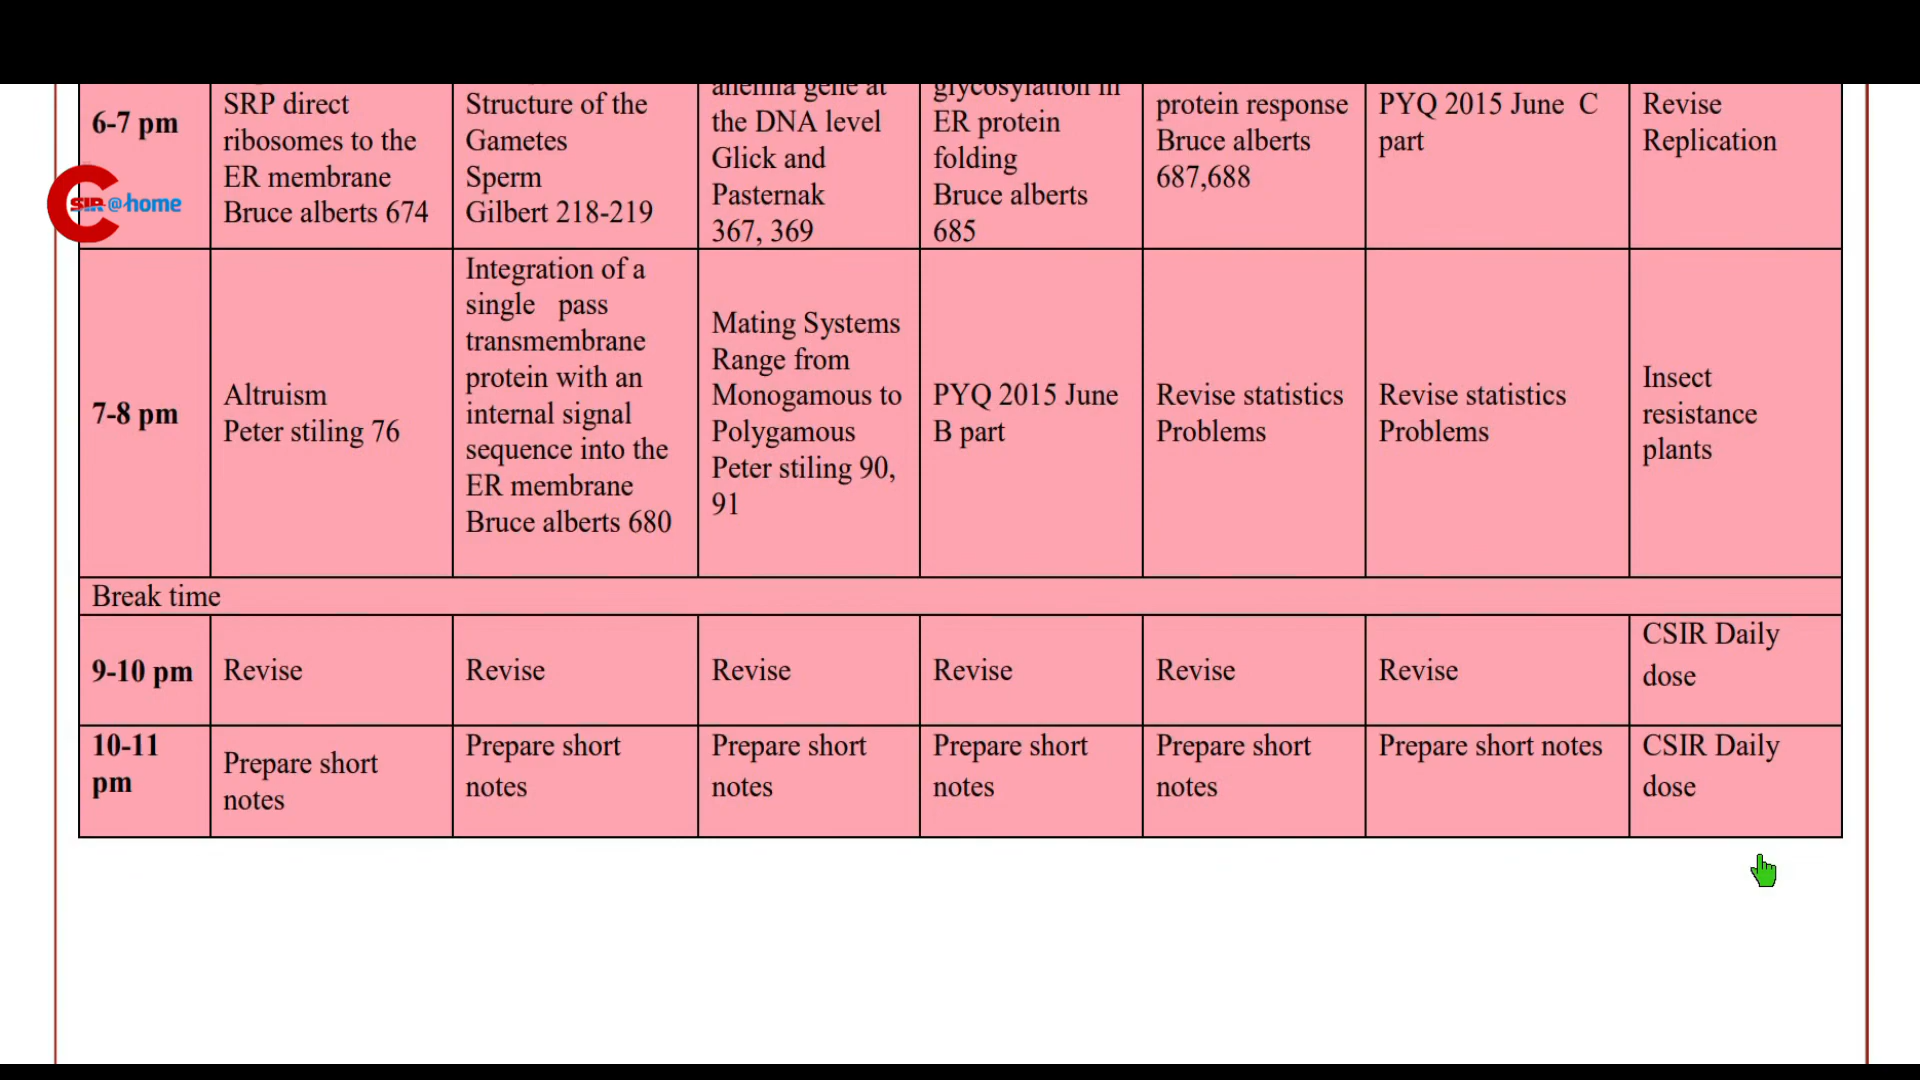 6-7 pm
SRP direct
ribosomes to the
ER membrane
Bruce alberts 674
Structure of the
Gametes
Sperm
Gilbert 218-219
anemia gene at
the DNA level
Glick and
Pasternak
367, 369
glycosylation in
ER protein
folding
Bruce alberts
685
protein response
Bruce alberts
687,688
PYQ 2015 June C
part
Revise
Replication
CSIR@home
7-8 pm
Altruism
Peter stiling 76
Integration of a
single pass
transmembrane
protein with an
internal signal
sequence into the
ER membrane
Bruce alberts 680
Mating Systems
Range from
Monogamous to
Polygamous
Peter stiling 90,
91
PYQ 2015 June
B part
Revise statistics
Problems
Revise statistics
Problems
Insect
resistance
plants
Break time
9-10 pm
Revise
Revise
Revise
Revise
Revise
Revise
CSIR Daily
dose
10-11
pm
Prepare short
notes
Prepare short
notes
Prepare short
notes
Prepare short
notes
Prepare short
notes
Prepare short notes
CSIR Daily
dose